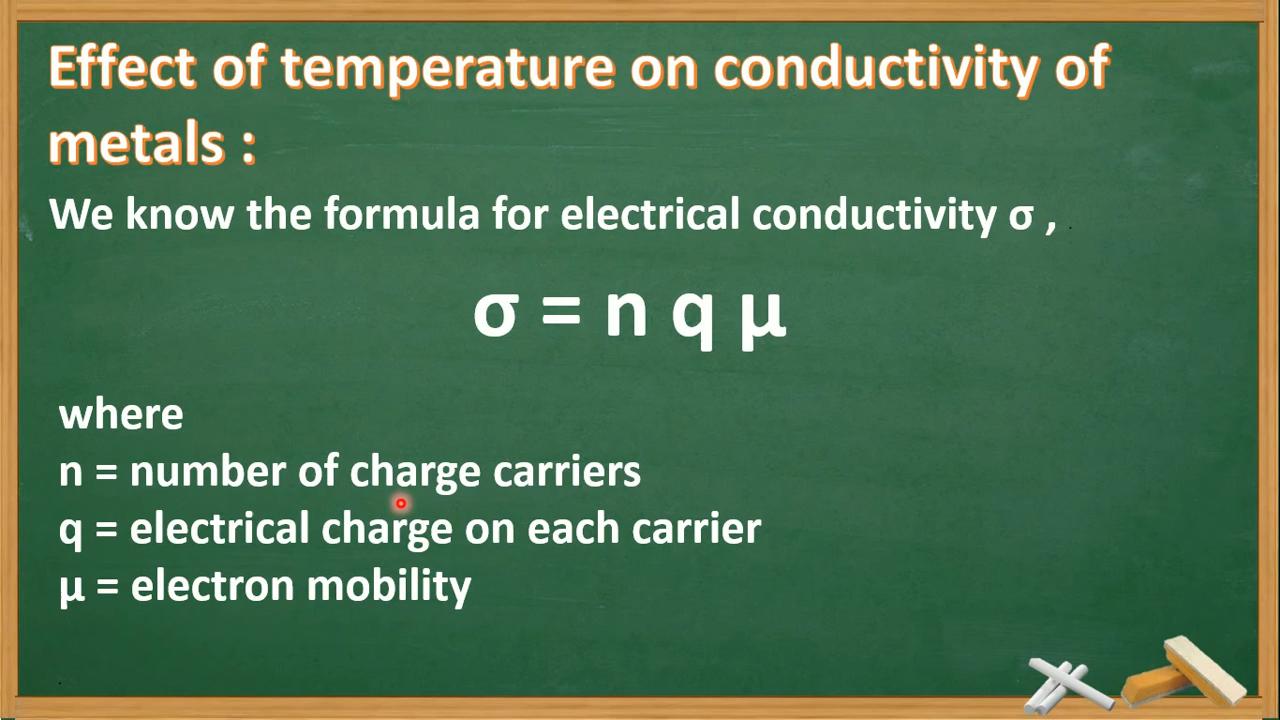 Effect of temperature on conductivity of
metals :
We know the formula for electrical conductivity σ ,
σ = n q μ
where
n = number of charge carriers
q = electrical charge on each carrier
μ = electron mobility